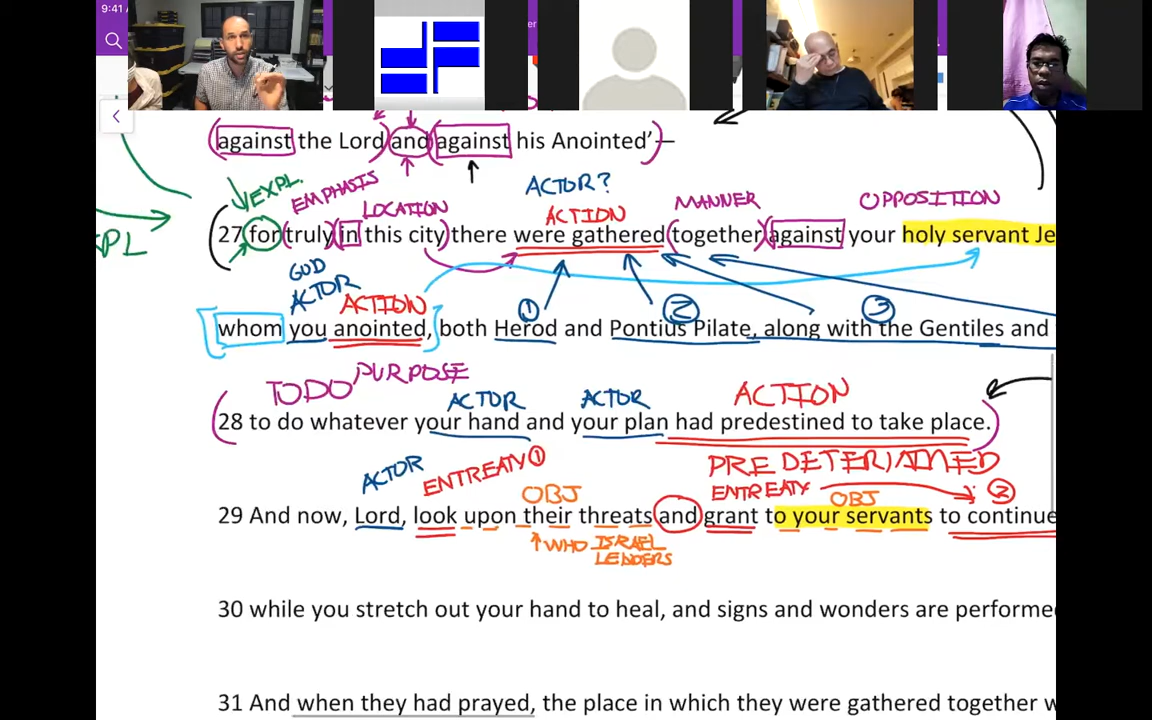 9:41
against the Lord and against his Anointed'—
EXPL. EMPHASIS LOCATION ACTOR? ACTION MANNER OPPOSITION
27 for truly in this city there were gathered together against your holy servant Je
PL
GOD
ACTOR ACTION ① ② ③
whom you anointed, both Herod and Pontius Pilate, along with the Gentiles and
TO DO PURPOSE ACTOR ACTOR ACTION
28 to do whatever your hand and your plan had predestined to take place.
PREDETERIAMED
ACTOR ENTREATY ① OBJ ENTREATY OBJ ②
29 And now, Lord, look upon their threats and grant to your servants to continue
WHO ISRAEL
LEADERS
30 while you stretch out your hand to heal, and signs and wonders are performe
31 And when they had prayed, the place in which they were gathered together w